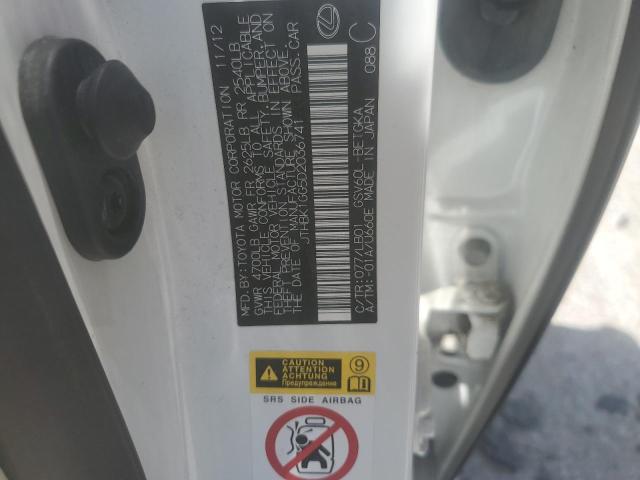 MFD.BY:TOYOTA MOTOR CORPORATION 11/12
GVWR 4700LB GAWR FR 2625LB RR 2540LB
THIS VEHICLE CONFORMS TO ALL APPLICABLE
FEDERAL MOTOR VEHICLE SAFETY, BUMPER, AND
THEFT PREVENTION STANDARDS IN EFFECT ON
THE DATE OF MANUFACTURE SHOWN ABOVE.
JTHBK1GG5D2036741 PASS.CAR
C/TR:077/LB01 GSV60L-BETGKA
A/TM:-01A/U660E MADE IN JAPAN
088 C
CAUTION
ATTENTION
ACHTUNG
Предупреждение
9
SRS SIDE AIRBAG